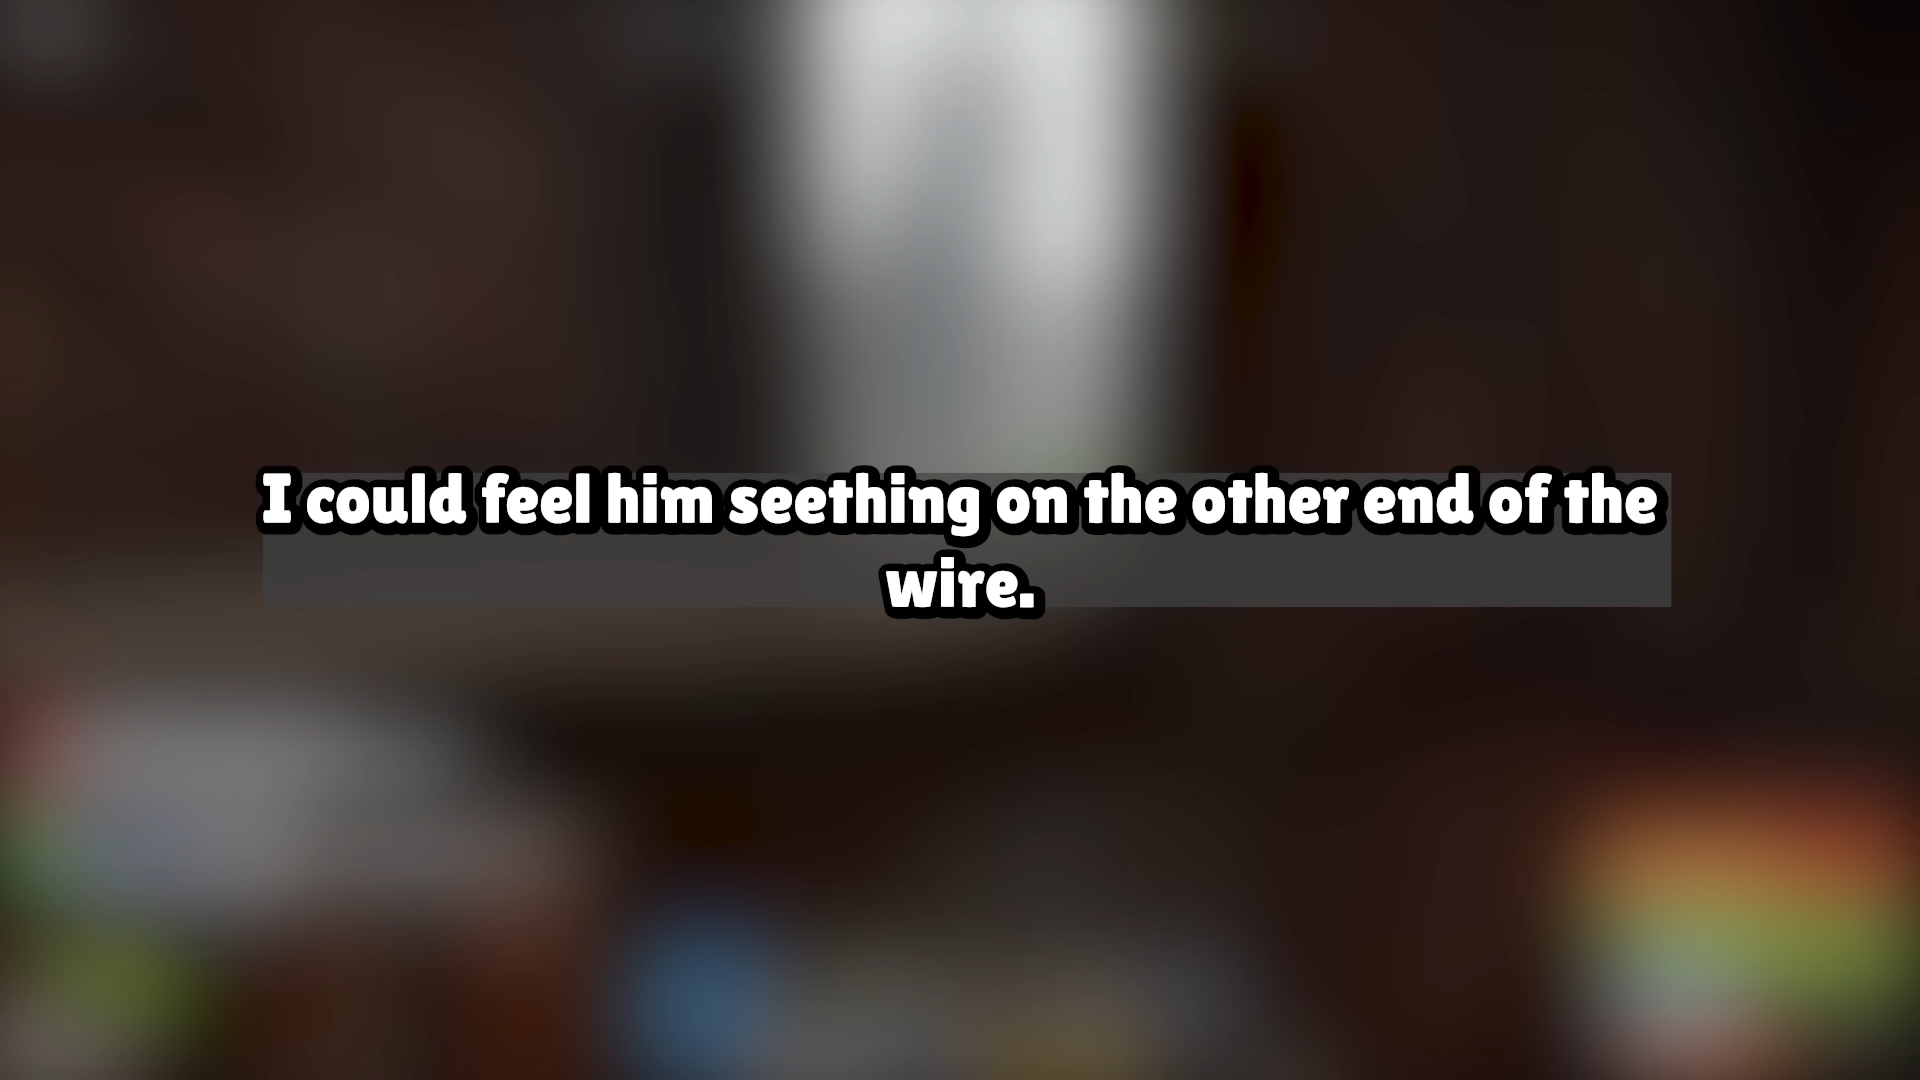 I could feel him seething on the other end of the
wire.